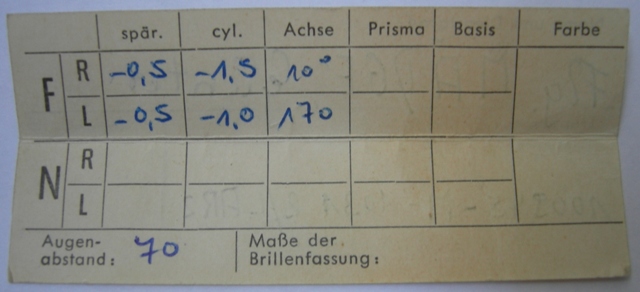 spär. cyl. Achse Prisma Basis Farbe
F R -0,5 -1,5 10°
L -0,5 -1,0 170
N R
L
Augen-
abstand: 70
Maße der
Brillenfassung: